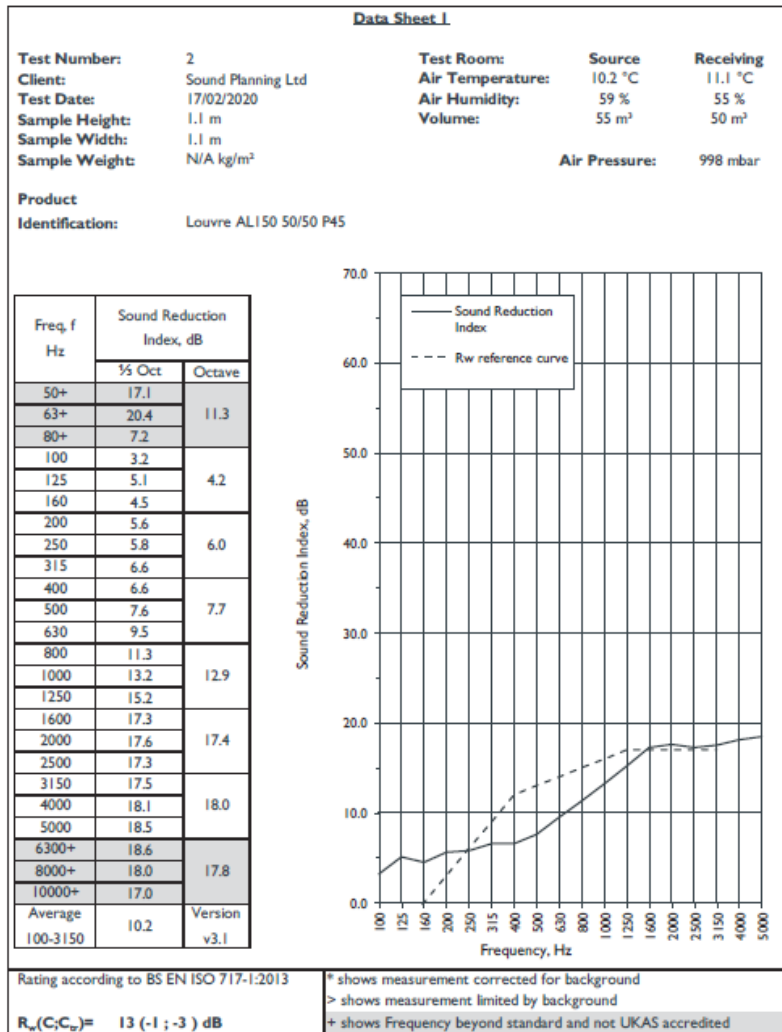 Data Sheet 1
Test Number: 2 Test Room: Source Receiving
Client: Sound Planning Ltd Air Temperature: 10.2 °C 11.1 °C
Test Date: 17/02/2020 Air Humidity: 59 % 55 %
Sample Height: 1.1 m Volume: 55 m³ 50 m³
Sample Width: 1.1 m
Sample Weight: N/A kg/m² Air Pressure: 998 mbar
Product
Identification: Louvre AL150 50/50 P45
Freq, f
Hz
Sound Reduction
Index, dB
⅓ Oct Octave
50+ 17.1
63+ 20.4 11.3
80+ 7.2
100 3.2
125 5.1 4.2
160 4.5
200 5.6
250 5.8 6.0
315 6.6
400 6.6
500 7.6 7.7
630 9.5
800 11.3
1000 13.2 12.9
1250 15.2
1600 17.3
2000 17.6 17.4
2500 17.3
3150 17.5
4000 18.1 18.0
5000 18.5
6300+ 18.6
8000+ 18.0 17.8
10000+ 17.0
Average
100-3150
10.2
Version
v3.1
Sound Reduction Index, dB
70.0
60.0
50.0
40.0
30.0
20.0
10.0
0.0
Sound Reduction
Index
Rw reference curve
100 125 160 200 250 315 400 500 630 800 1000 1250 1600 2000 2500 3150 4000 5000
Frequency, Hz
Rating according to BS EN ISO 717-1:2013
R_w(C;C_tr)= 13 (-1 ; -3 ) dB
* shows measurement corrected for background
> shows measurement limited by background
+ shows Frequency beyond standard and not UKAS accredited